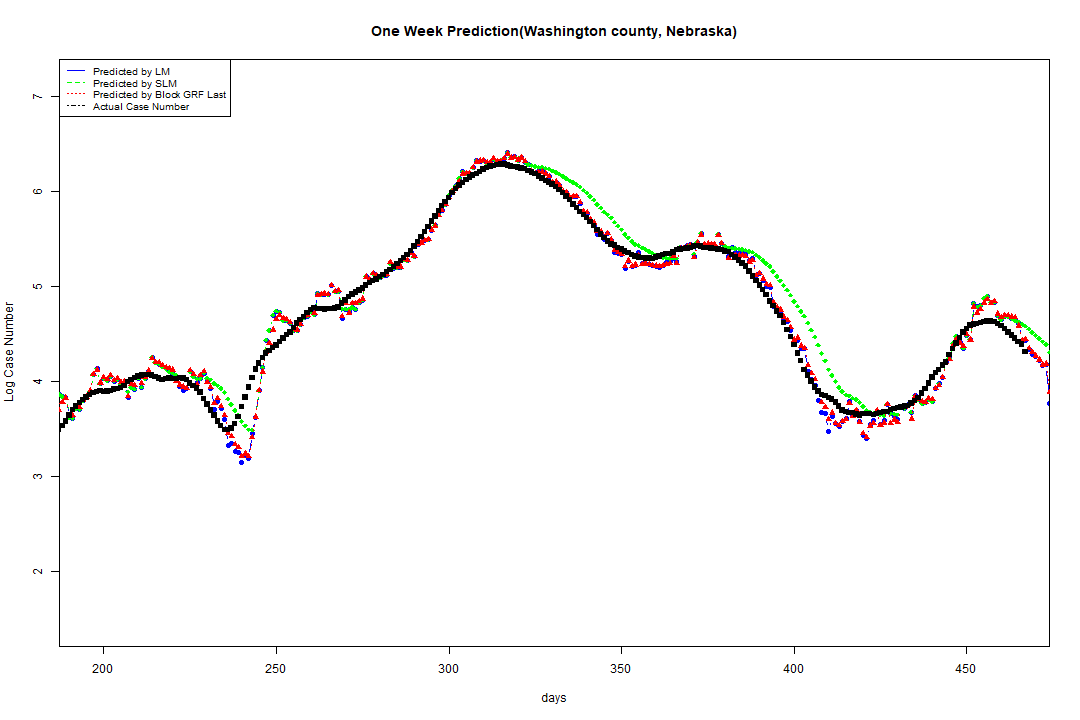 One Week Prediction(Washington county, Nebraska)
Predicted by LM
Predicted by SLM
Predicted by Block GRF Last
Actual Case Number
7
6
5
4
3
2
Log Case Number
200 250 300 350 400 450
days